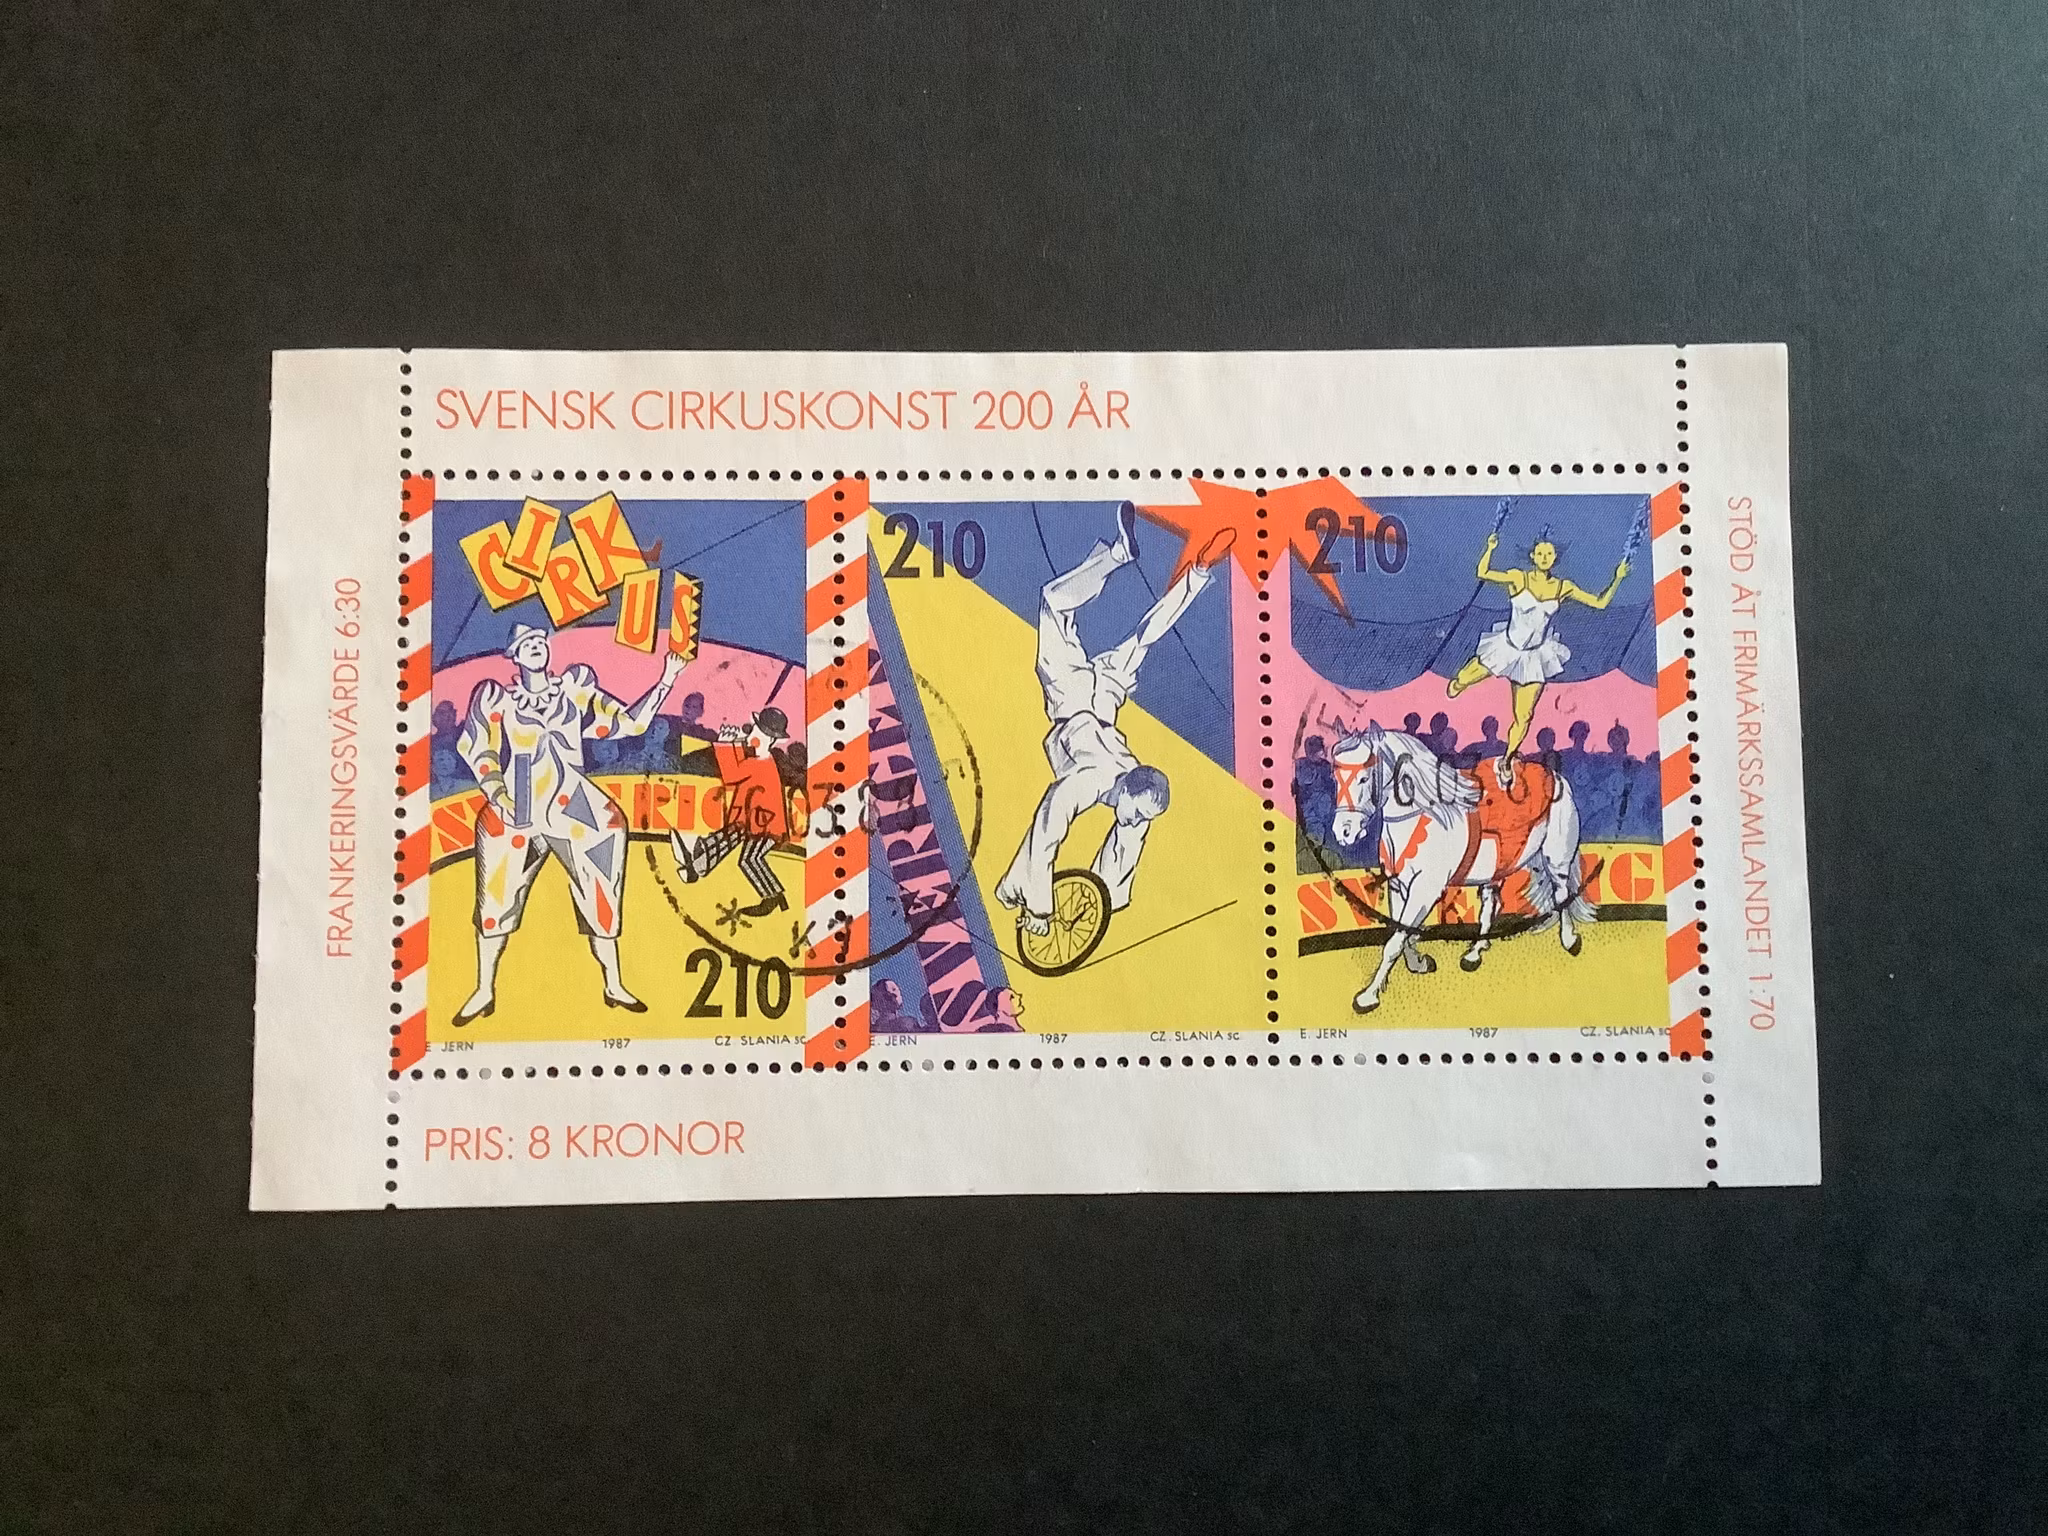 SVENSK CIRKUSKONST 200 ÅR
FRANKERINGSVÄRDE 6:30
CIRKUS
SVERIGE
210
E. JERN 1987 CZ. SLANIA sc
210
SVERIGE
E. JERN 1987 CZ. SLANIA sc
210
SVERIGE
E. JERN 1987 CZ. SLANIA sc
STÖD ÅT FRIMÄRKSSAMLANDET 1:70
PRIS: 8 KRONOR